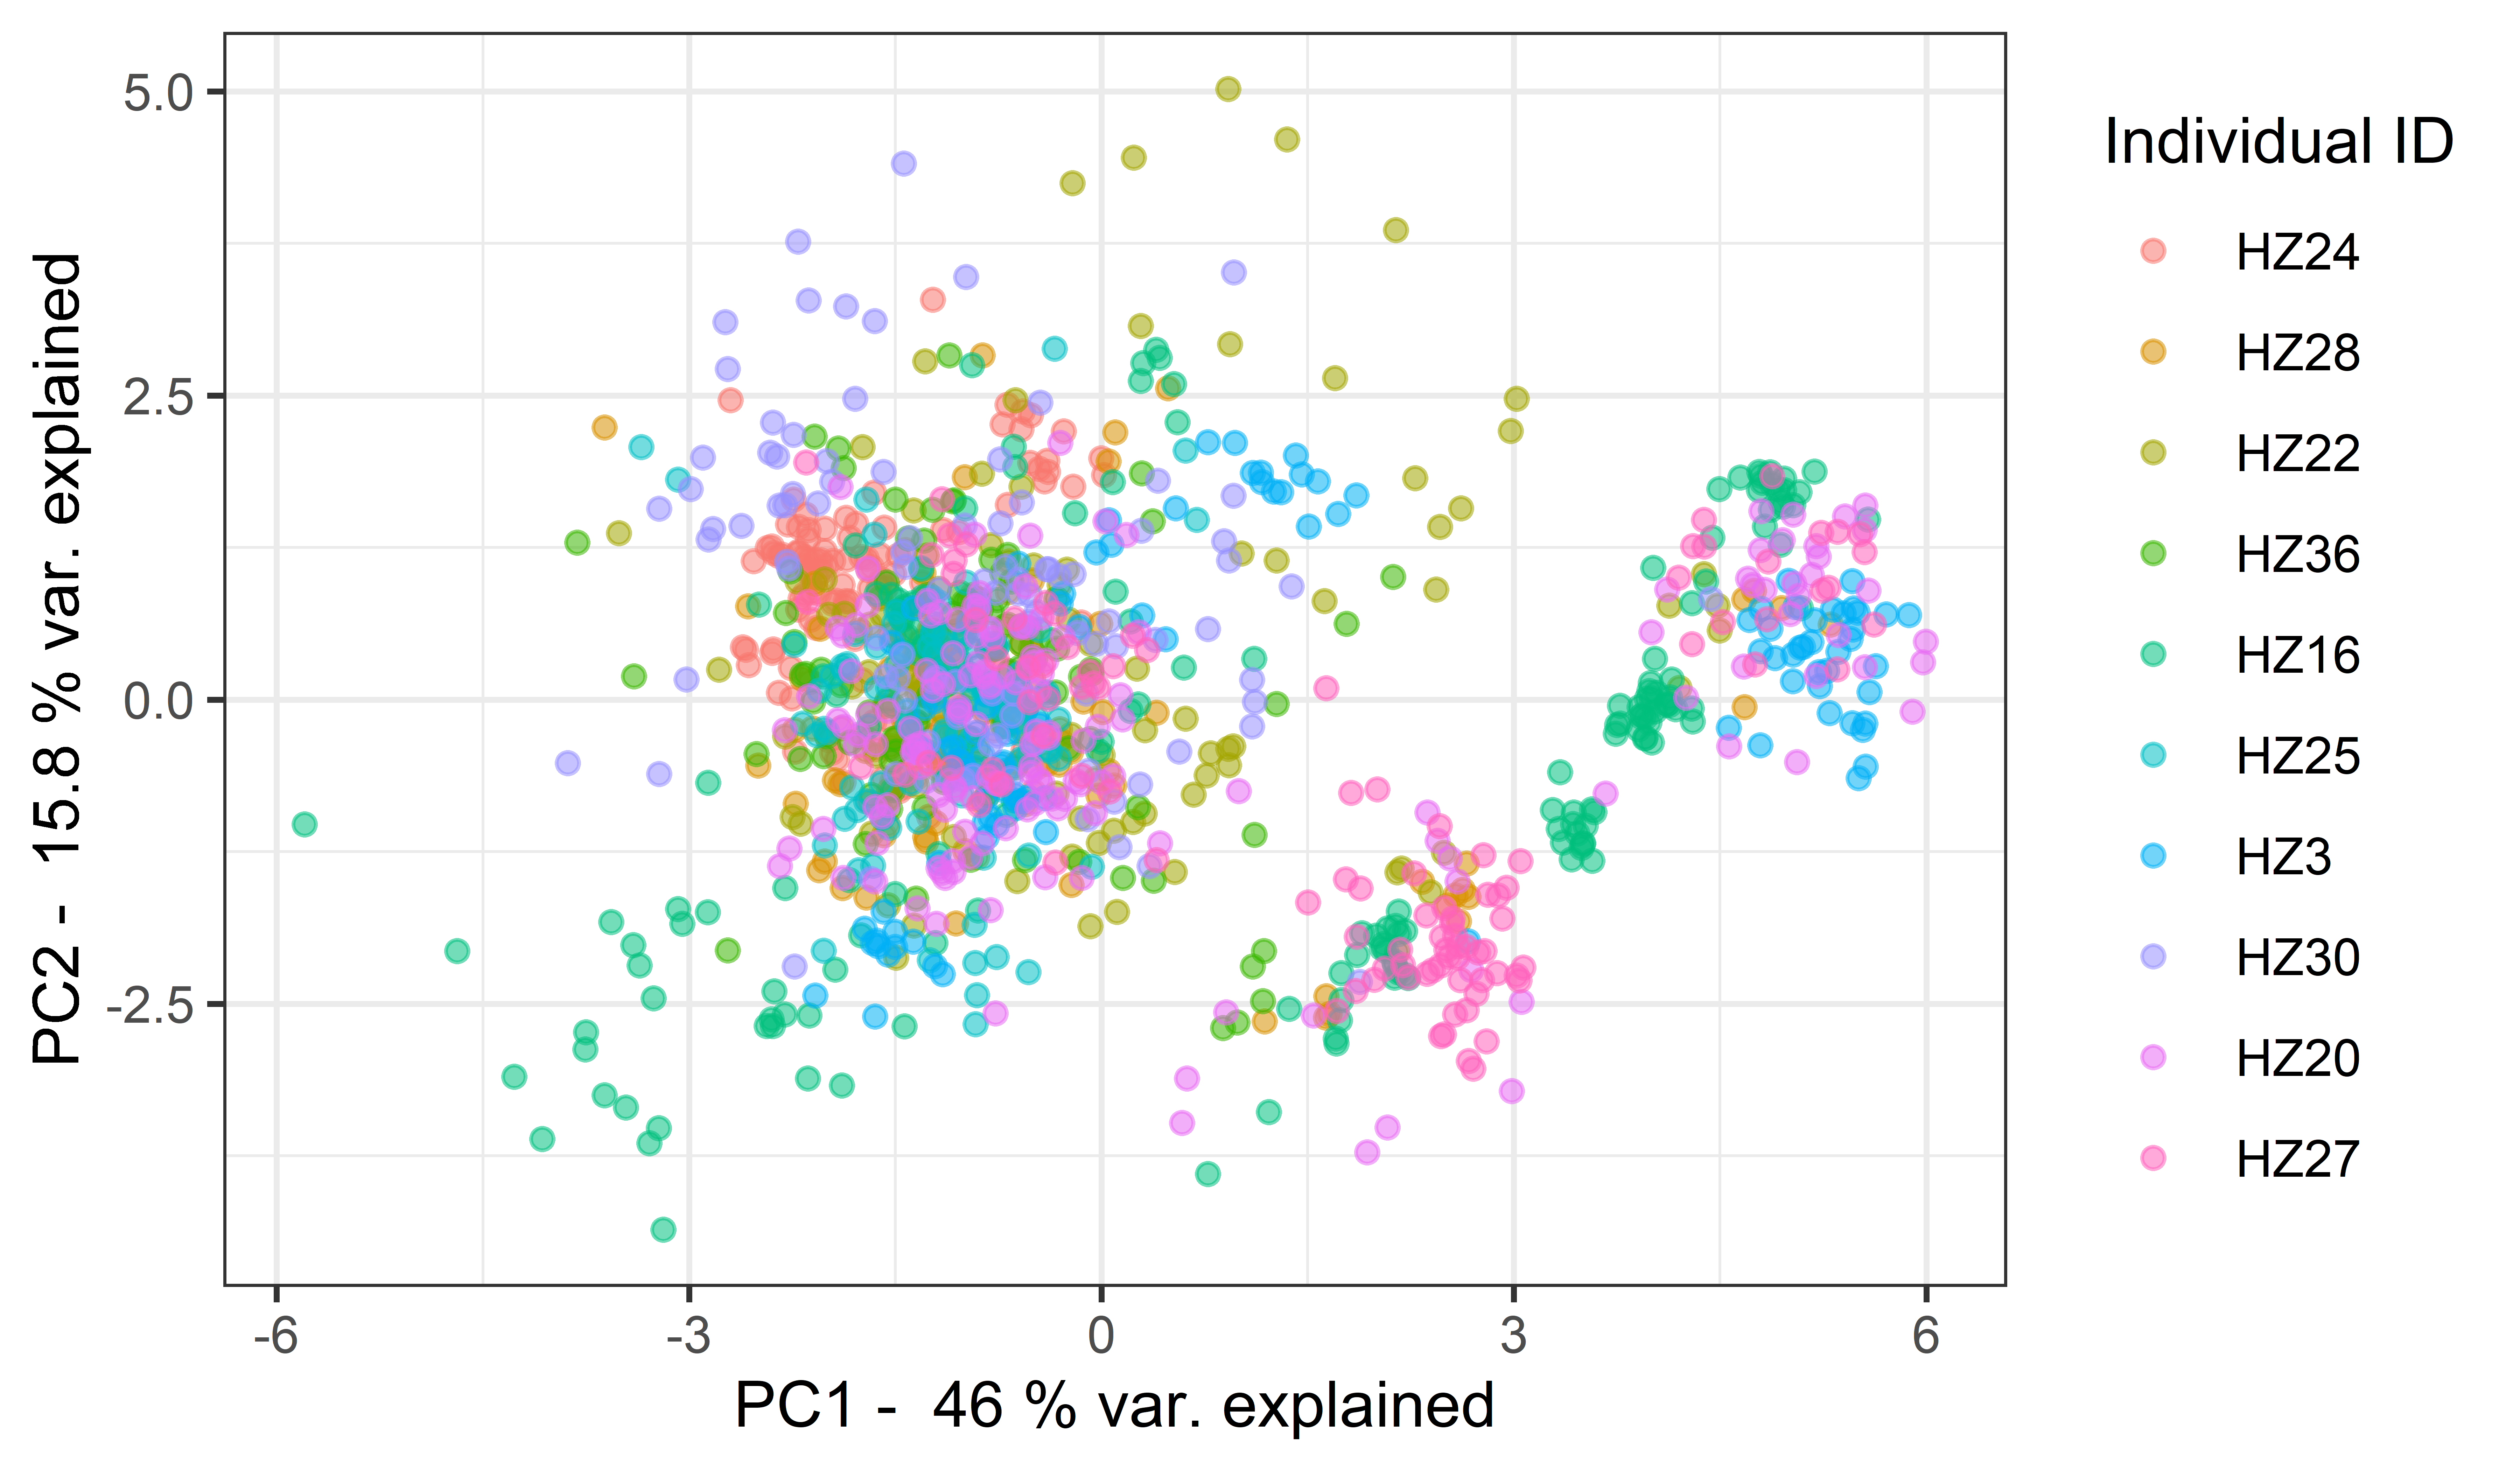 PC2 -  15.8 % var. explained
5.0
2.5
0.0
-2.5
-6
-3
0
3
6
PC1 -  46 % var. explained
Individual ID
HZ24
HZ28
HZ22
HZ36
HZ16
HZ25
HZ3
HZ30
HZ20
HZ27